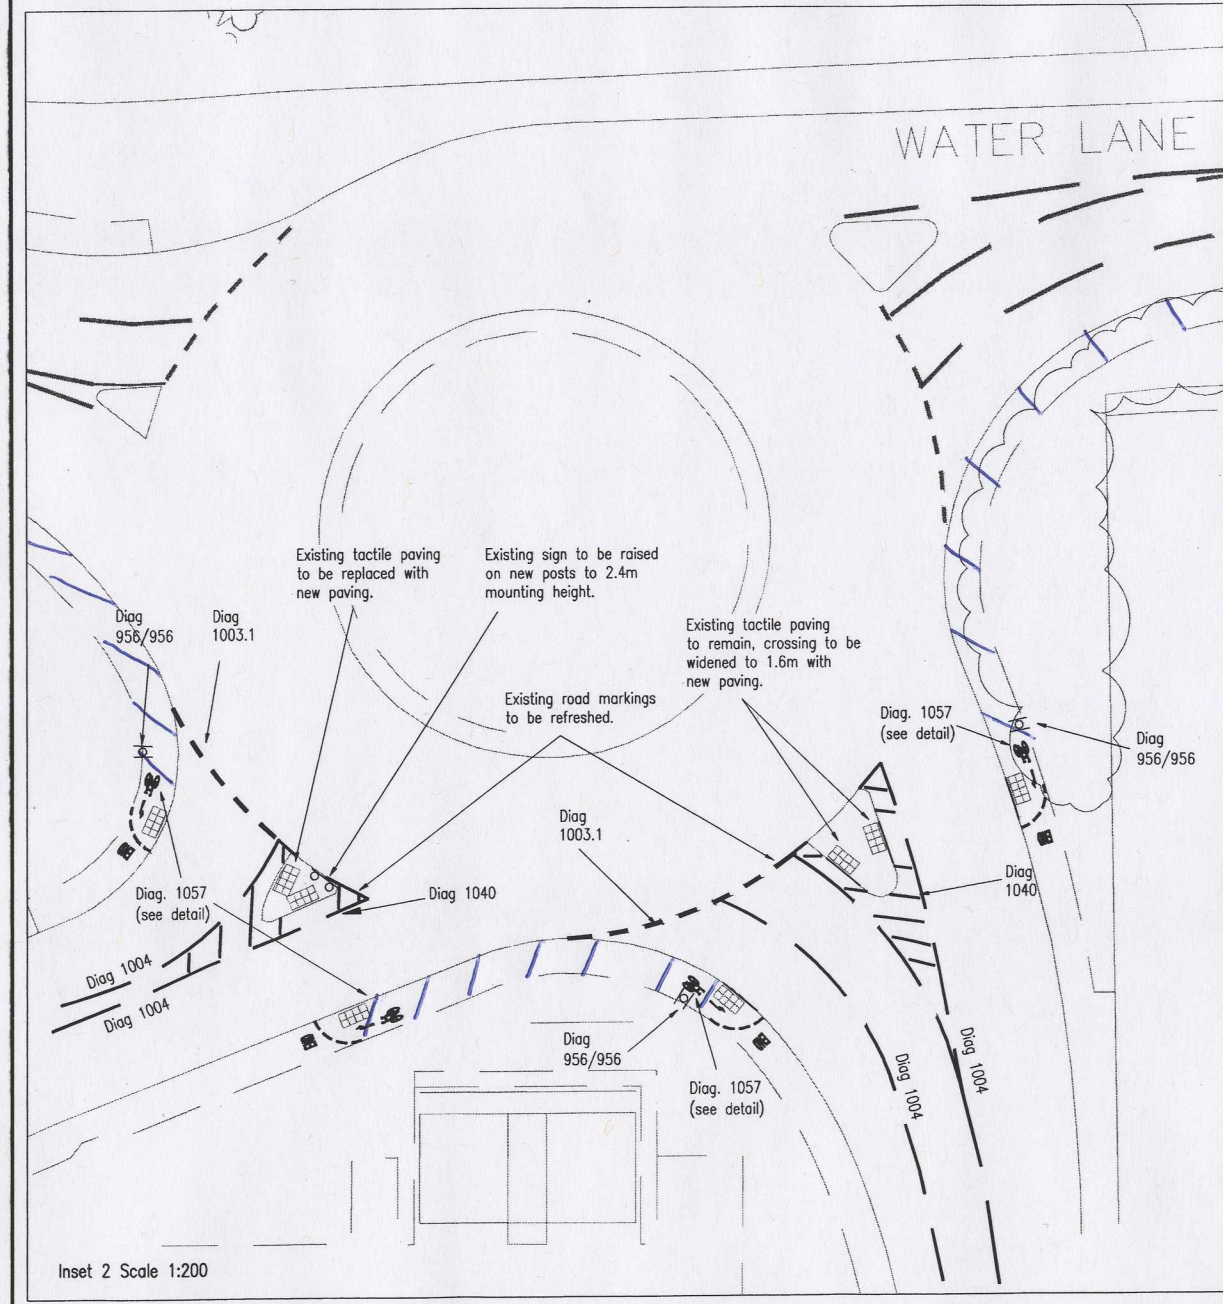 WATER LANE
Existing tactile paving
to be replaced with
new paving.
Existing sign to be raised
on new posts to 2.4m
mounting height.
Diag
956/956
Diag
1003.1
Existing tactile paving
to remain, crossing to be
widened to 1.6m with
new paving.
Existing road markings
to be refreshed.
Diag. 1057
(see detail)
Diag
956/956
Diag
1003.1
Diag. 1057
(see detail)
Diag 1040
Diag
1040
Diag 1004
Diag 1004
Diag
956/956
Diag. 1057
(see detail)
Diag 1004
Diag 1004
Inset 2 Scale 1:200